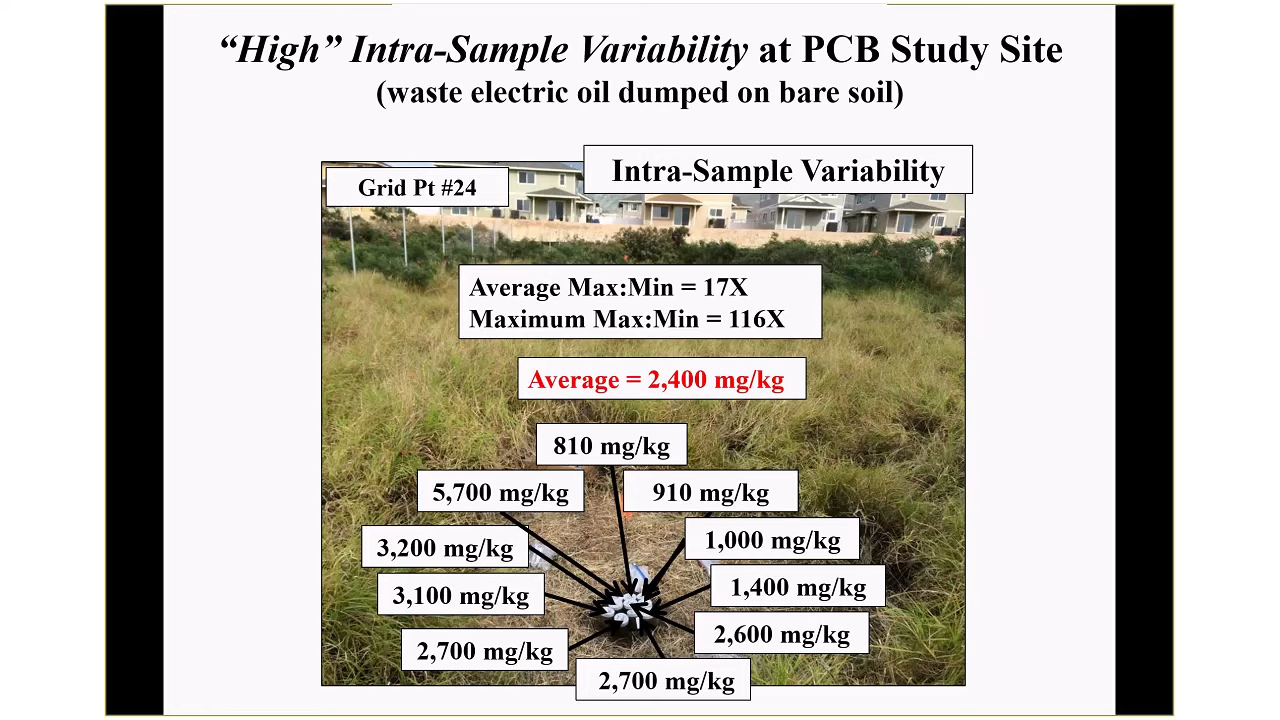 “High” Intra-Sample Variability at PCB Study Site
(waste electric oil dumped on bare soil)
Intra-Sample Variability
Grid Pt #24
Average Max:Min = 17X
Maximum Max:Min = 116X
Average = 2,400 mg/kg
810 mg/kg
5,700 mg/kg
910 mg/kg
3,200 mg/kg
1,000 mg/kg
3,100 mg/kg
1,400 mg/kg
2,700 mg/kg
2,600 mg/kg
2,700 mg/kg